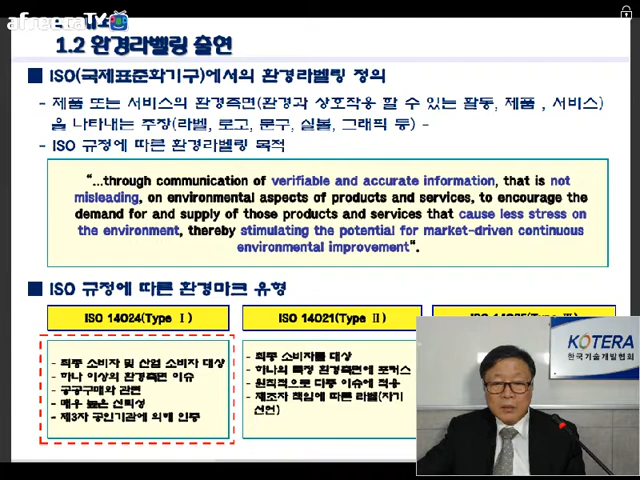 afreecaTV
1.2 환경라벨링 출연
ISO(국제표준화기구)에서의 환경라벨링 정의
- 제품 또는 서비스의 환경측면(환경과 상호작용 할 수 있는 활동, 제품 , 서비스)
을 나타내는 주장(라벨, 로고, 문구, 심볼, 그래픽 등) -
- ISO 규정에 따른 환경라벨링 목적
"...through communication of verifiable and accurate information, that is not
misleading, on environmental aspects of products and services, to encourage the
demand for and supply of those products and services that cause less stress on
the environment, thereby stimulating the potential for market-driven continuous
environmental improvement".
ISO 규정에 따른 환경마크 유형
ISO 14024(Type Ⅰ)
- 최종 소비자 및 산업 소비자 대상
- 하나 이상의 환경측면 이슈
- 공공구매와 관련
- 매우 높은 신뢰성
- 제3자 공인기관에 의해 인증
ISO 14021(Type Ⅱ)
- 최종 소비자를 대상
- 하나의 특정 환경측면에 포커스
- 원칙적으로 다중 이슈에 적용
- 제조자 책임에 따른 라벨(자기
선언)
KOTERA
한국기술개발협회